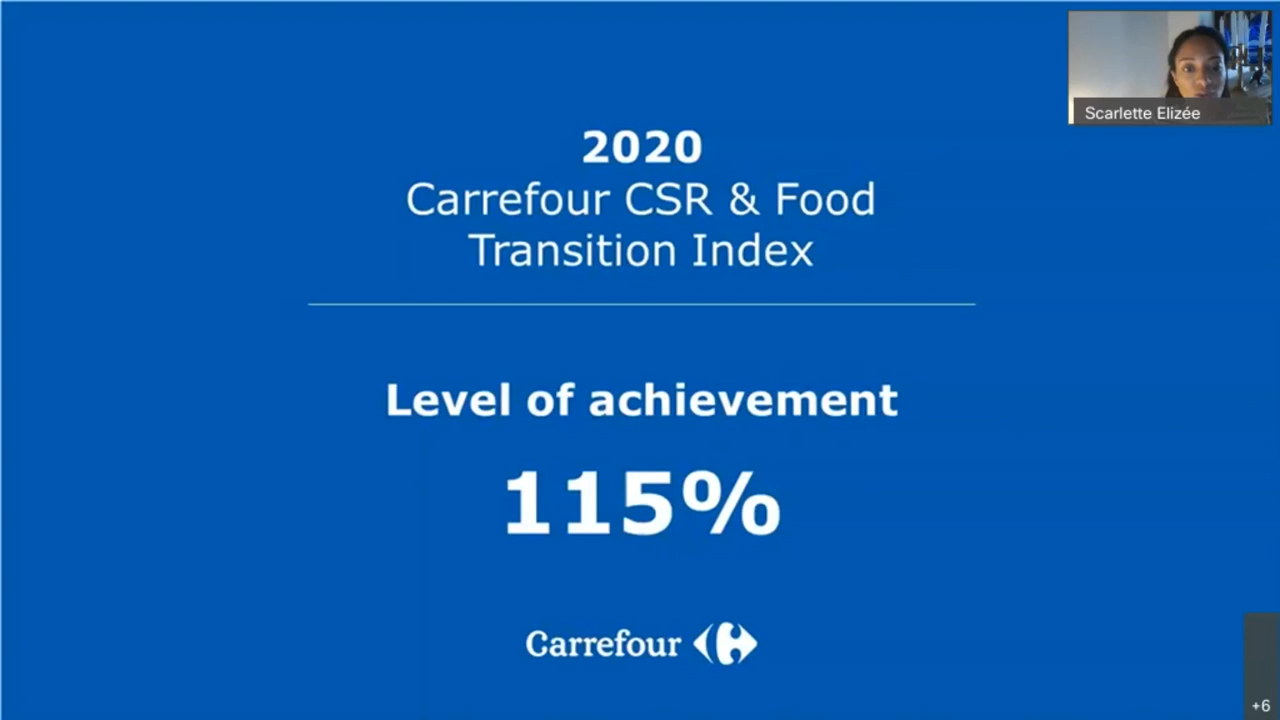 Scarlette Elizée
2020
Carrefour CSR & Food
Transition Index
Level of achievement
115%
Carrefour
+6